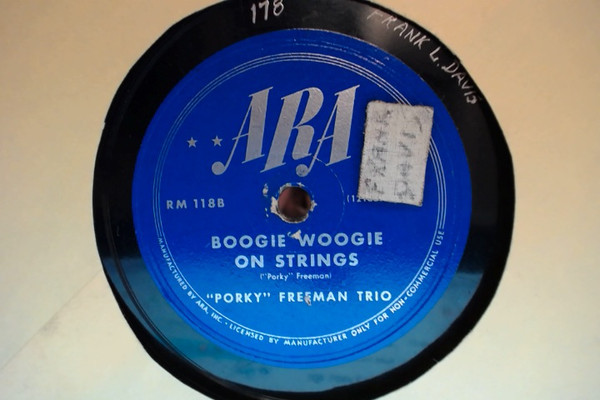 178
FRANK L. DAVIS
ARA
FRANK
DAVIS
RM 118B
BOOGIE WOOGIE
ON STRINGS
("Porky" Freeman)
"PORKY" FREEMAN TRIO
MANUFACTURED BY ARA, INC. · LICENSED BY MANUFACTURER ONLY FOR NON-COMMERCIAL USE